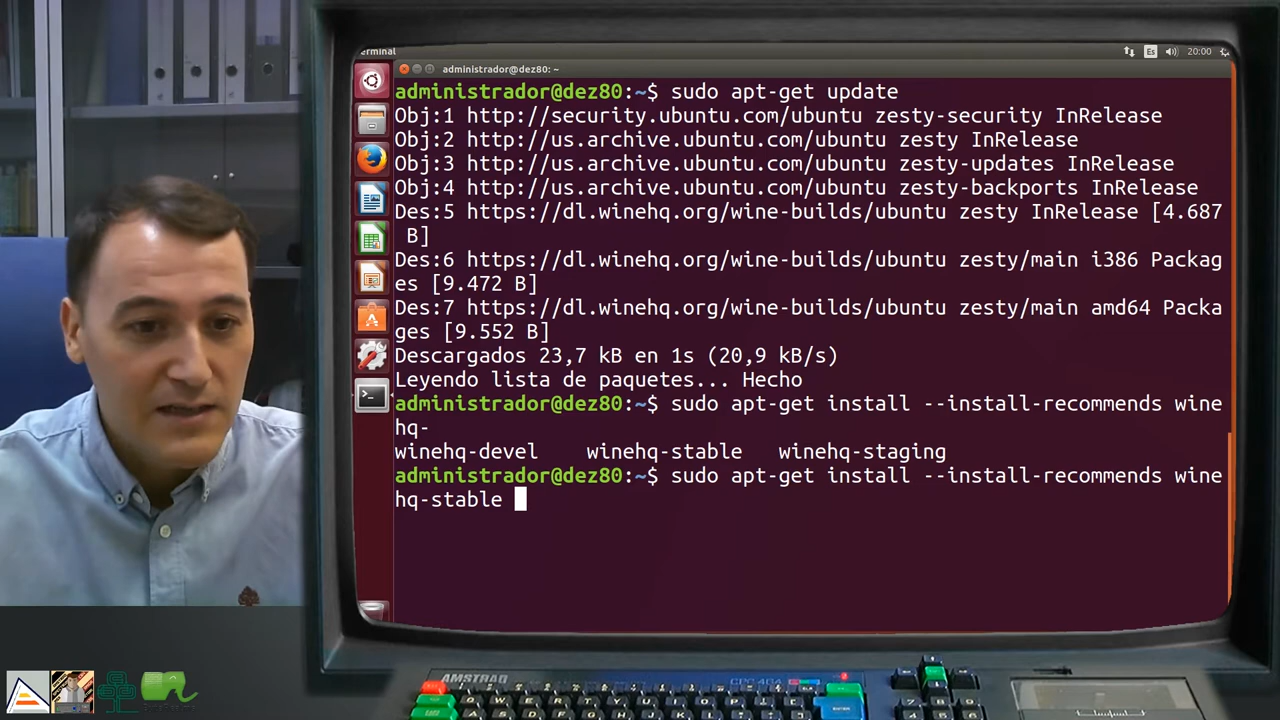 erminal
Es
20:00
administrador@dez80: ~
administrador@dez80:~$ sudo apt-get update
Obj:1 http://security.ubuntu.com/ubuntu zesty-security InRelease
Obj:2 http://us.archive.ubuntu.com/ubuntu zesty InRelease
Obj:3 http://us.archive.ubuntu.com/ubuntu zesty-updates InRelease
Obj:4 http://us.archive.ubuntu.com/ubuntu zesty-backports InRelease
Des:5 https://dl.winehq.org/wine-builds/ubuntu zesty InRelease [4.687
B]
Des:6 https://dl.winehq.org/wine-builds/ubuntu zesty/main i386 Packag
es [9.472 B]
Des:7 https://dl.winehq.org/wine-builds/ubuntu zesty/main amd64 Packa
ges [9.552 B]
Descargados 23,7 kB en 1s (20,9 kB/s)
Leyendo lista de paquetes... Hecho
administrador@dez80:~$ sudo apt-get install --install-recommends wine
hq-
winehq-devel winehq-stable winehq-staging
administrador@dez80:~$ sudo apt-get install --install-recommends wine
hq-stable
AMSTRAD